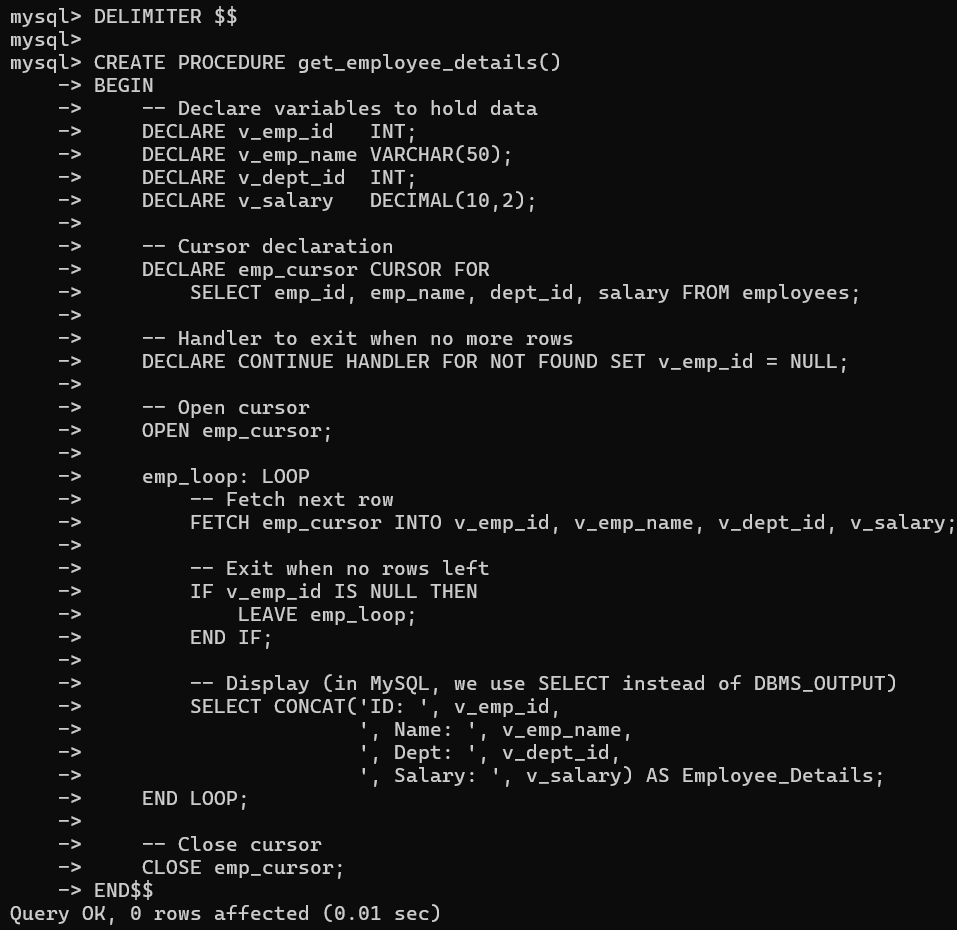 mysql> DELIMITER $$
mysql>
mysql> CREATE PROCEDURE get_employee_details()
    -> BEGIN
    ->     -- Declare variables to hold data
    ->     DECLARE v_emp_id   INT;
    ->     DECLARE v_emp_name VARCHAR(50);
    ->     DECLARE v_dept_id  INT;
    ->     DECLARE v_salary   DECIMAL(10,2);
    ->
    ->     -- Cursor declaration
    ->     DECLARE emp_cursor CURSOR FOR
    ->         SELECT emp_id, emp_name, dept_id, salary FROM employees;
    ->
    ->     -- Handler to exit when no more rows
    ->     DECLARE CONTINUE HANDLER FOR NOT FOUND SET v_emp_id = NULL;
    ->
    ->     -- Open cursor
    ->     OPEN emp_cursor;
    ->
    ->     emp_loop: LOOP
    ->         -- Fetch next row
    ->         FETCH emp_cursor INTO v_emp_id, v_emp_name, v_dept_id, v_salary;
    ->
    ->         -- Exit when no rows left
    ->         IF v_emp_id IS NULL THEN
    ->             LEAVE emp_loop;
    ->         END IF;
    ->
    ->         -- Display (in MySQL, we use SELECT instead of DBMS_OUTPUT)
    ->         SELECT CONCAT('ID: ', v_emp_id,
    ->                       ', Name: ', v_emp_name,
    ->                       ', Dept: ', v_dept_id,
    ->                       ', Salary: ', v_salary) AS Employee_Details;
    ->     END LOOP;
    ->
    ->     -- Close cursor
    ->     CLOSE emp_cursor;
    -> END$$
Query OK, 0 rows affected (0.01 sec)